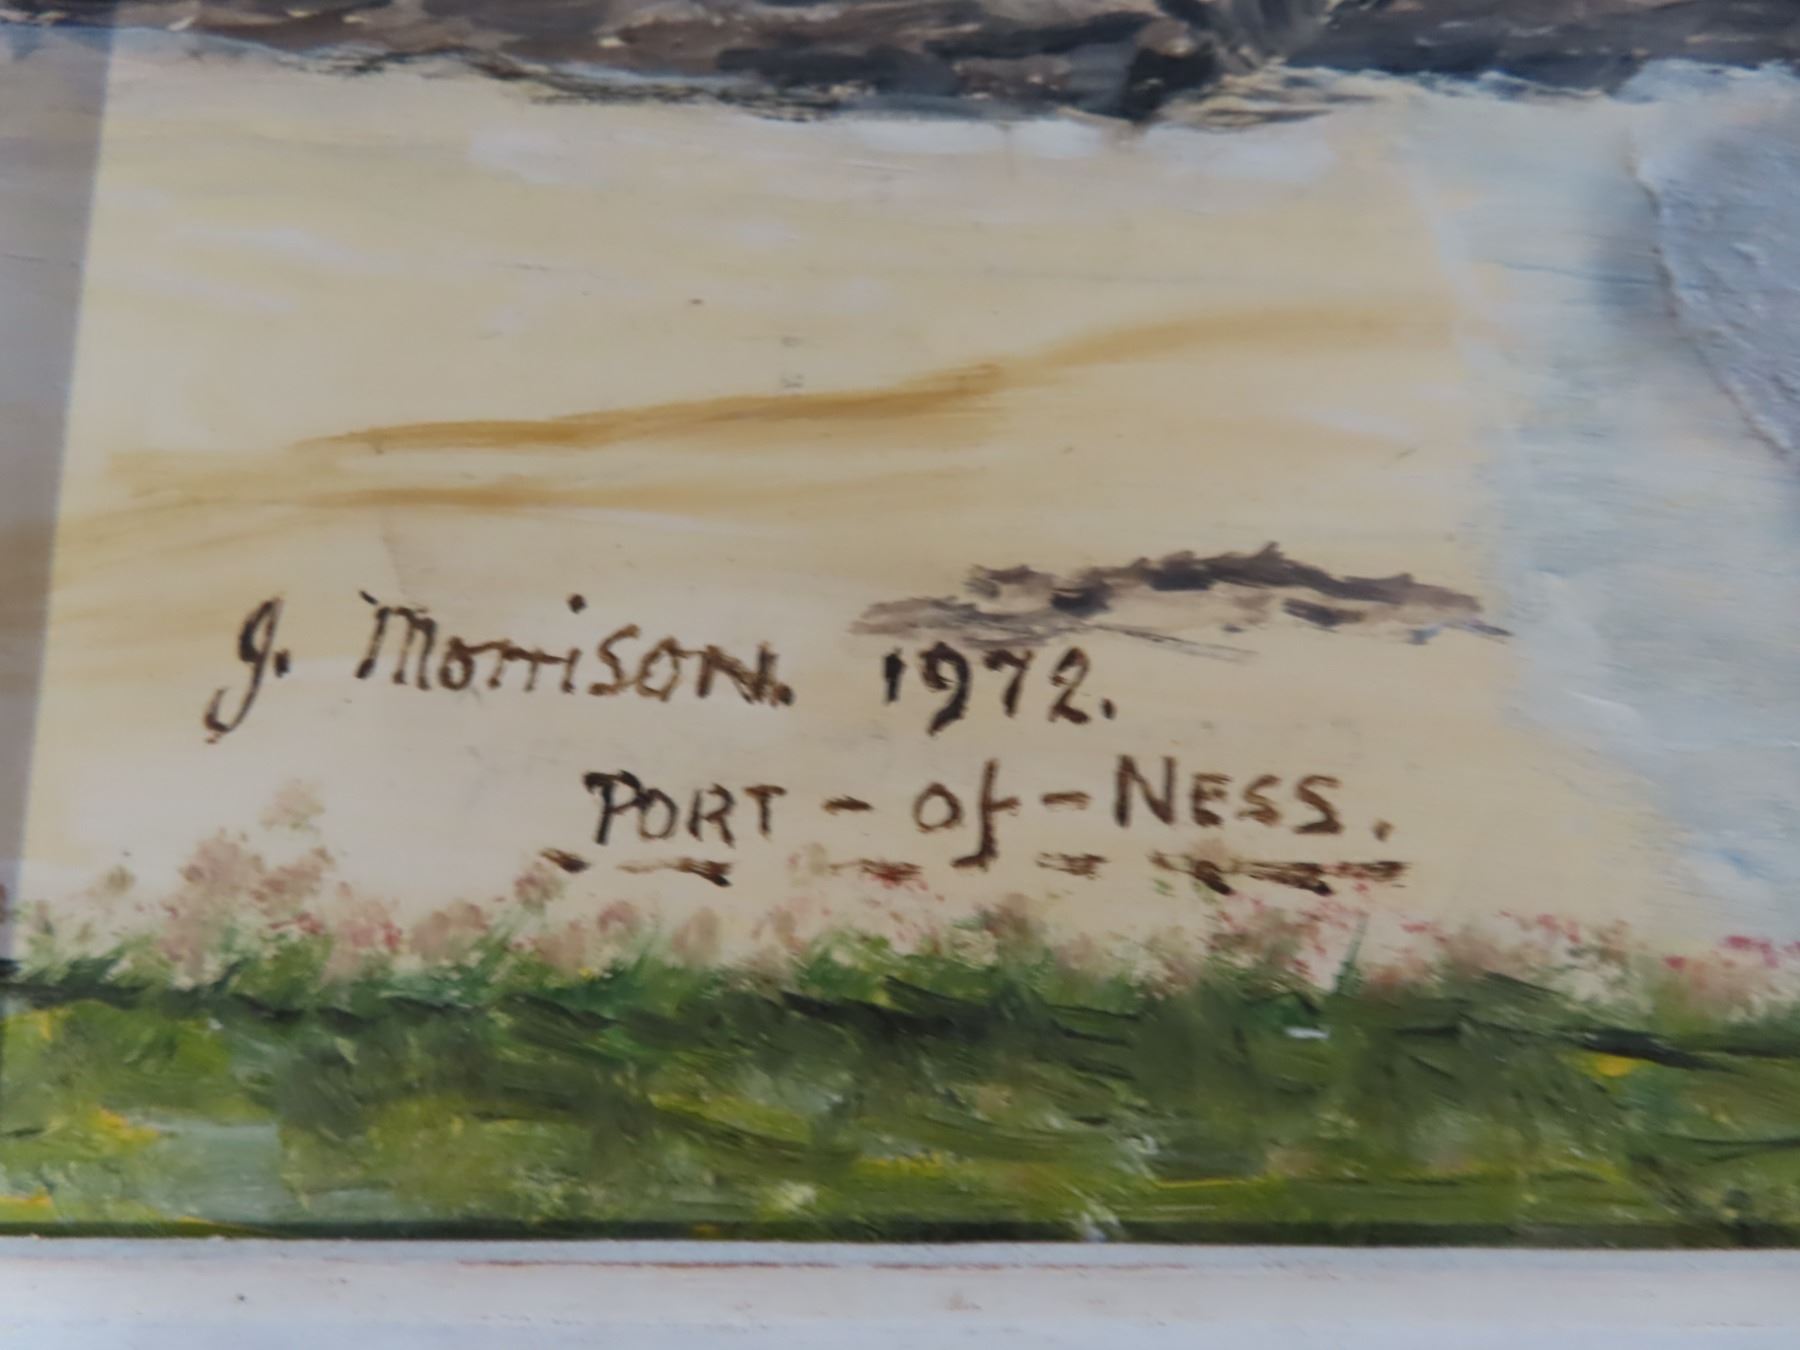 J. Morrison. 1972.
PORT - of - NESS.